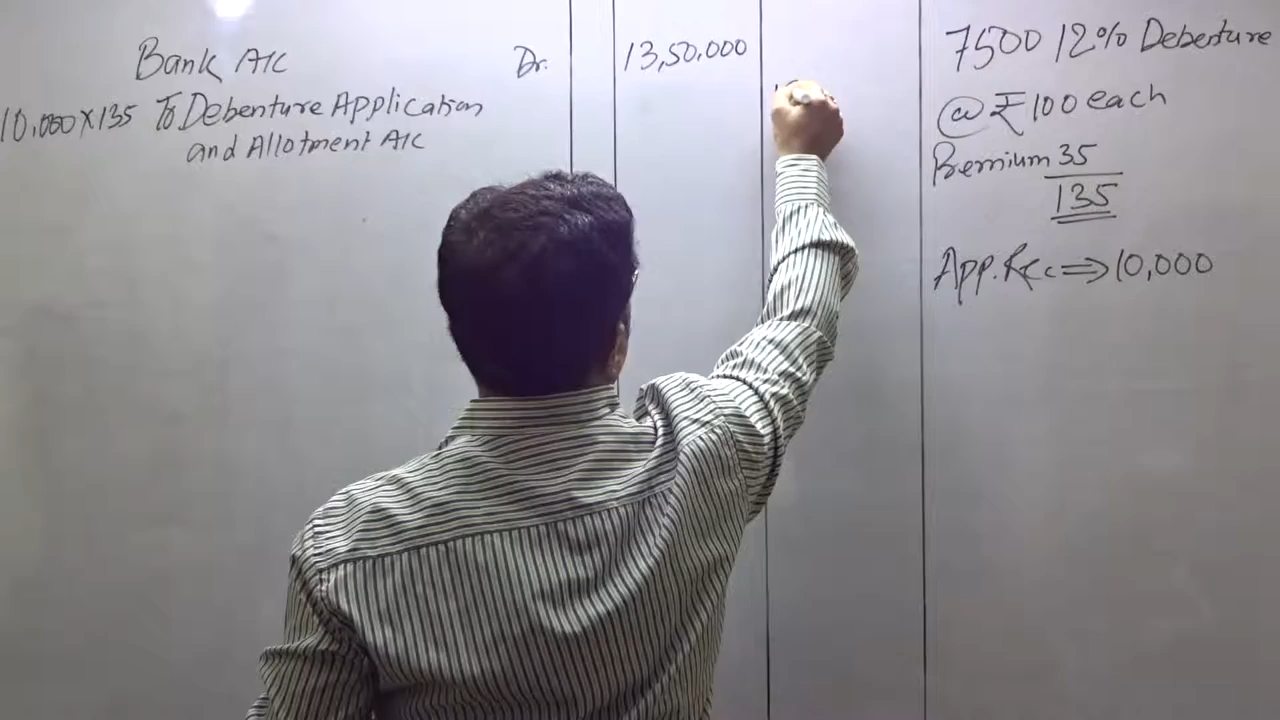 Bank A/c Dr. 13,50,000
10,000×135 To Debenture Application
and Allotment A/c
7500 12% Debenture
@ ₹100 each
Premium 35
135
App. Rec ⇒ 10,000